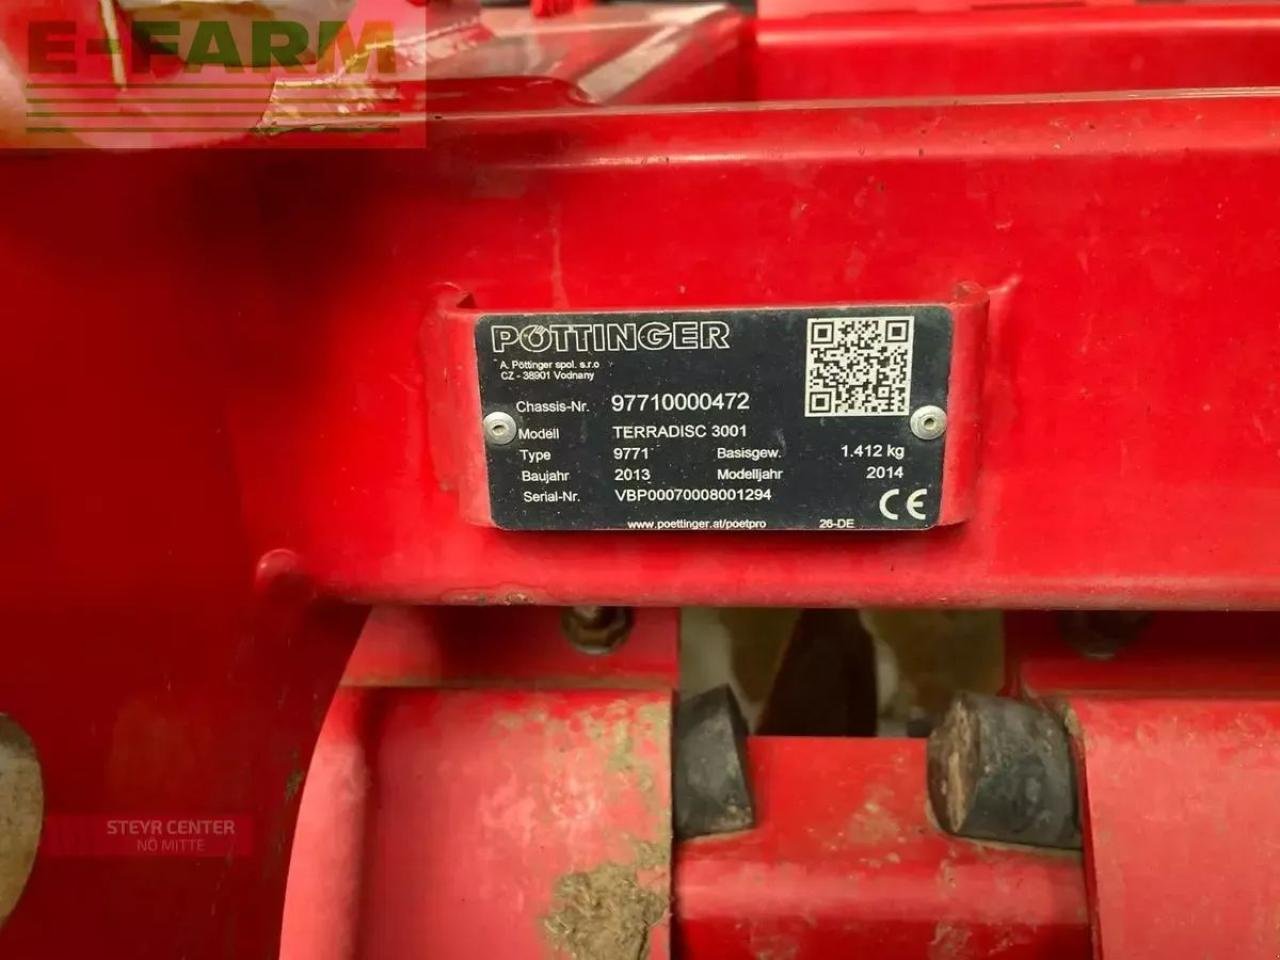 E-FARM
PÖTTINGER
A. Pöttinger spol. s.r.o
CZ - 38901 Vodnany
Chassis-Nr. 97710000472
Modell TERRADISC 3001
Type 9771 Basisgew. 1.412 kg
Baujahr 2013 Modelljahr 2014
Serial-Nr. VBP00070008001294
CE
www.poettinger.at/poetpro 26-DE
STEYR CENTER
NÖ MITTE